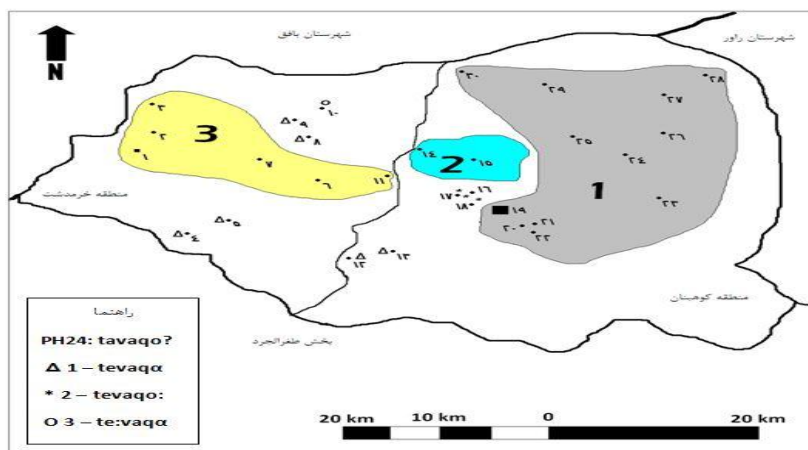 شهرستان بافق
شهرستان راور
N
۳۰
۲۸
۲۹
۲۷
۳
۹
۱۰
۲
۸
۲۵
۲۶
3
۱
۷
۱۴
۱۵
2
۲۴
۶
۱۱
1
منطقه خرمدشت
۱۶
۱۷
۱۸
۱۹
۲۳
۴
۵
۲۰
۲۱
۲۲
۱۲
۱۳
منطقه کوهبنان
بخش طغرالجرد
راهنما
PH24: tavaqo?
Δ 1 – tevaqɑ
* 2 – tevaqo:
O 3 – te:vaqɑ
20 km 10 km 0 20 km